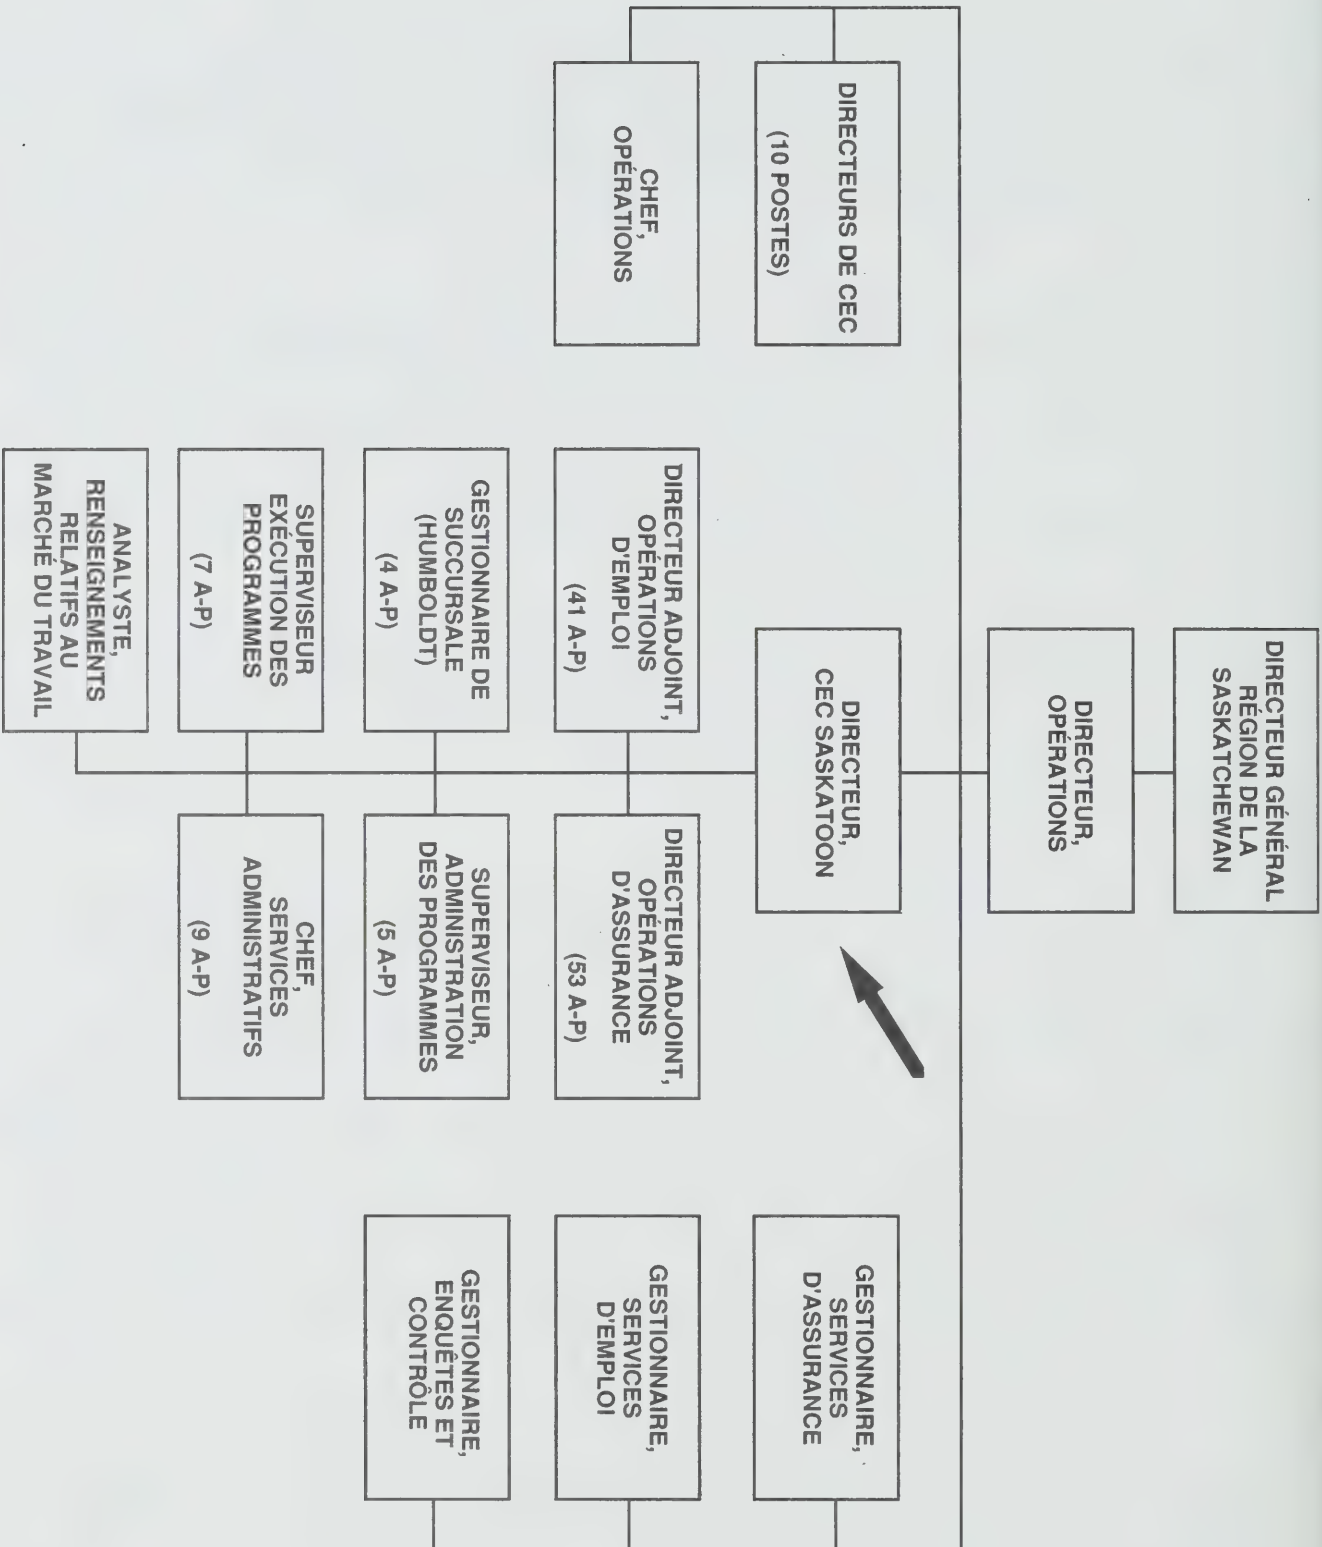 DIRECTEUR GÉNÉRAL
RÉGION DE LA
SASKATCHEWAN
DIRECTEUR,
OPÉRATIONS
DIRECTEURS DE CEC
(10 POSTES)
DIRECTEUR,
CEC SASKATOON
GESTIONNAIRE,
SERVICES
D'ASSURANCE
CHEF,
OPÉRATIONS
DIRECTEUR ADJOINT,
OPÉRATIONS
D'EMPLOI
(41 A-P)
DIRECTEUR ADJOINT,
OPÉRATIONS
D'ASSURANCE
(53 A-P)
GESTIONNAIRE,
SERVICES
D'EMPLOI
GESTIONNAIRE DE
SUCCURSALE
(HUMBOLDT)
(4 A-P)
SUPERVISEUR,
ADMINISTRATION
DES PROGRAMMES
(5 A-P)
GESTIONNAIRE,
ENQUÊTES ET
CONTRÔLE
SUPERVISEUR
EXÉCUTION DES
PROGRAMMES
(7 A-P)
CHEF,
SERVICES
ADMINISTRATIFS
(9 A-P)
ANALYSTE,
RENSEIGNEMENTS
RELATIFS AU
MARCHÉ DU TRAVAIL